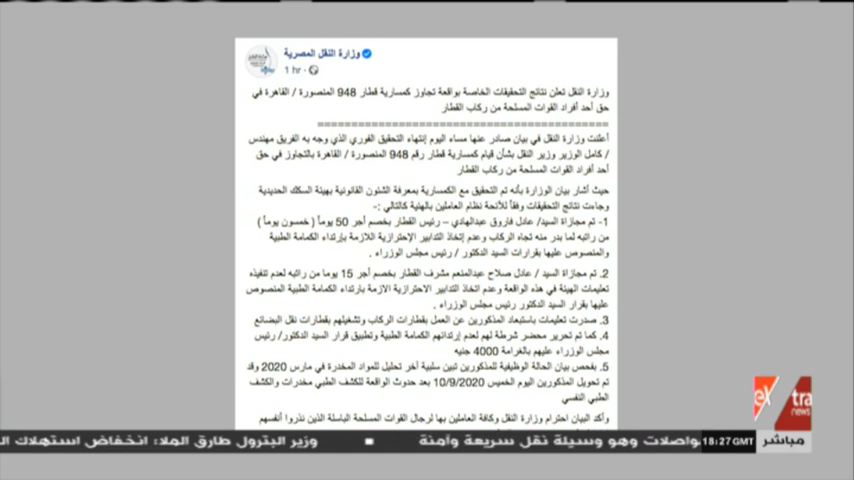 وزارة النقل المصرية
1 hr ·
وزارة النقل تعلن نتائج التحقيقات الخاصة بواقعة تجاوز كمسارية قطار 948 المنصورة / القاهرة في
حق أحد أفراد القوات المسلحة من ركاب القطار
==========================================
أعلنت وزارة النقل في بيان صادر عنها مساء اليوم إنتهاء التحقيق الفوري الذي وجه به الفريق مهندس
/ كامل الوزير وزير النقل بشأن قيام كمسارية قطار رقم 948 المنصورة / القاهرة بالتجاوز في حق
أحد أفراد القوات المسلحة من ركاب القطار
حيث أشار بيان الوزارة بأنه تم التحقيق مع الكمسارية بمعرفة الشئون القانونية بهيئة السكك الحديدية
وجاءت نتائج التحقيقات وفقاً للائحة نظام العاملين بالهيئة كالتالي :-
1- تم مجازاة السيد/ عادل فاروق عبدالهادي – رئيس القطار بخصم أجر 50 يوماً ( خمسون يوماً )
من راتبه لما بدر منه تجاه الركاب وعدم إتخاذ التدابير الإحترازية اللازمة بإرتداء الكمامة الطبية
والمنصوص عليها بقرارات السيد الدكتور / رئيس مجلس الوزراء .
2. تم مجازاة السيد / عادل صلاح عبدالمنعم مشرف القطار بخصم أجر 15 يوما من راتبه لعدم تنفيذه
تعليمات الهيئة في هذه الواقعة وعدم اتخاذ التدابير الاحترازية الازمة بارتداء الكمامة الطبية المنصوص
عليها بقرار السيد الدكتور رئيس مجلس الوزراء .
3. صدرت تعليمات باستبعاد المذكورين عن العمل بقطارات الركاب وتشغيلهم بقطارات نقل البضائع
4. كما تم تحرير محضر شرطة لهم لعدم إرتدائهم الكمامة الطبية وتطبيق قرار السيد الدكتور/ رئيس
مجلس الوزراء عليهم بالغرامة 4000 جنيه
5. بفحص بيان الحالة الوظيفية للمذكورين تبين سلبية أخر تحليل للمواد المخدرة في مارس 2020 وقد
تم تحويل المذكورين اليوم الخميس 10/9/2020 بعد حدوث الواقعة للكشف الطبي مخدرات والكشف
الطبي النفسي
وأكد البيان احترام وزارة النقل وكافة العاملين بها لرجال القوات المسلحة الباسلة الذين نذروا أنفسهم
eX tra
news
مباشر
18:27 GMT
واصلات وهو وسيلة نقل سريعة وآمنة ■ وزير البترول طارق الملا: انخفاض استهلاك